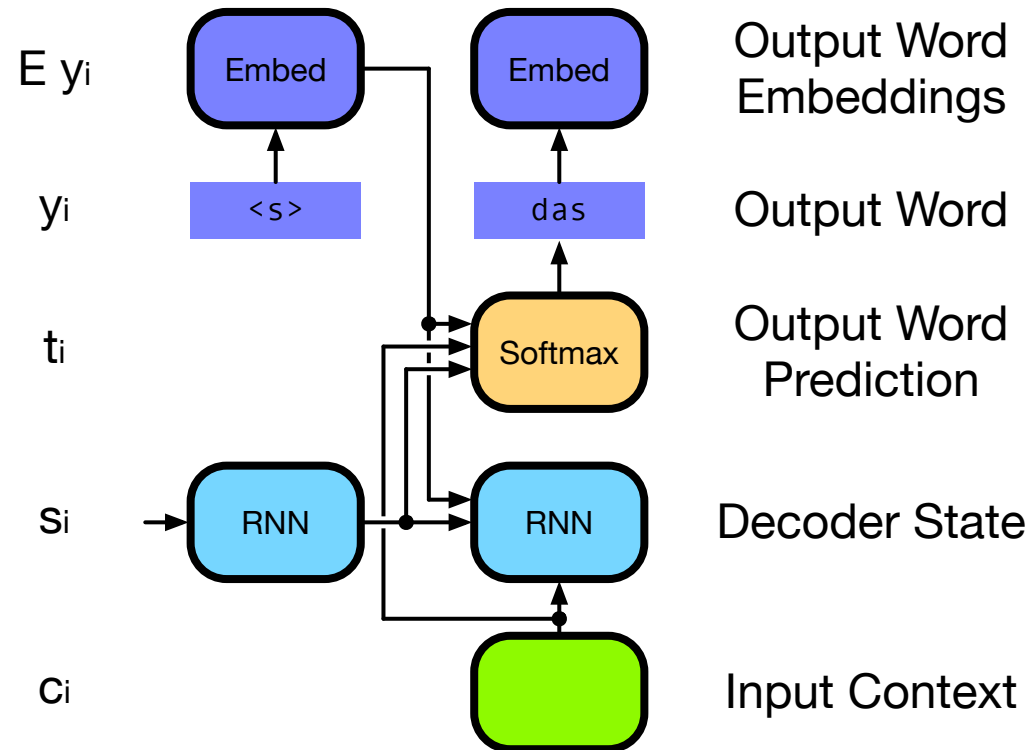 E yi
Embed
Embed
Output Word
Embeddings
yi
<s>
das
Output Word
ti
Softmax
Output Word
Prediction
si
RNN
RNN
Decoder State
ci
Input Context